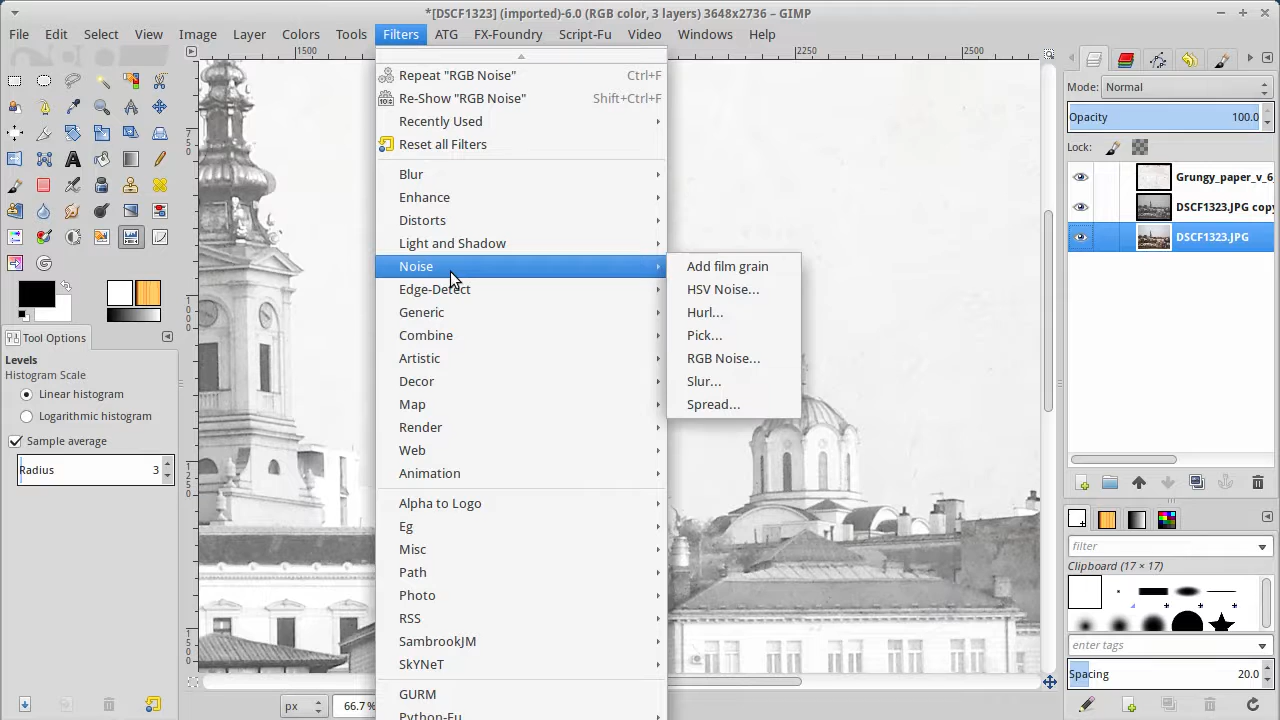 *[DSCF1323] (imported)-6.0 (RGB color, 3 layers) 3648x2736 – GIMP
File Edit Select View Image Layer Colors Tools Filters ATG FX-Foundry Script-Fu Video Windows Help
1500
2250
2500
Repeat "RGB Noise" Ctrl+F
Re-Show "RGB Noise" Shift+Ctrl+F
Recently Used
Reset all Filters
Blur
Enhance
Distorts
Light and Shadow
Noise
Edge-Detect
Generic
Combine
Artistic
Decor
Map
Render
Web
Animation
Alpha to Logo
Eg
Misc
Path
Photo
RSS
SambrookJM
SkYNeT
GURM
Python-Fu
Add film grain
HSV Noise...
Hurl...
Pick...
RGB Noise...
Slur...
Spread...
Tool Options
Levels
Histogram Scale
Linear histogram
Logarithmic histogram
Sample average
Radius 3
px
66.7%
Mode: Normal
Opacity 100.0
Lock:
Grungy_paper_v_6
DSCF1323.JPG copy
DSCF1323.JPG
filter
Clipboard (17 × 17)
enter tags
Spacing 20.0